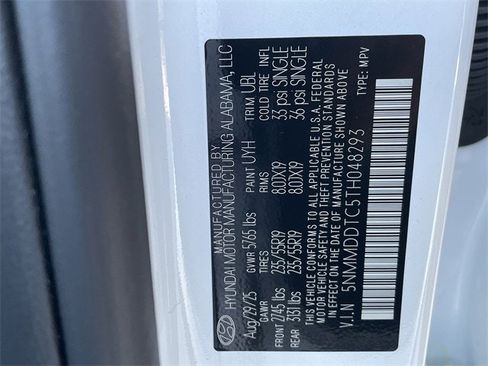 MANUFACTURED BY
HYUNDAI MOTOR MANUFACTURING ALABAMA, LLC
Aug/29/25 GVWR 5765 lbs PAINT UYH TRIM UBL
GAWR TIRES RIMS COLD TIRE INFL
FRONT 2745 lbs 235/55R19 8.0JX19 33 psi SINGLE
REAR 3131 lbs 235/55R19 8.0JX19 36 psi SINGLE
THIS VEHICLE CONFORMS TO ALL APPLICABLE U.S.A. FEDERAL
MOTOR VEHICLE SAFETY AND THEFT PREVENTION STANDARDS
IN EFFECT ON THE DATE OF MANUFACTURE SHOWN ABOVE
V.I.N 5NMMDDTC5TH048293 TYPE: MPV